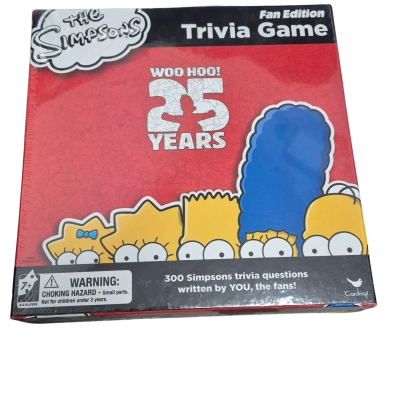 THE
SIMPSONS
Fan Edition
Trivia Game
WOO HOO!
25
YEARS
300 Simpsons trivia questions
written by YOU, the fans!
7+
WARNING:
CHOKING HAZARD - Small parts.
Not for children under 3 years.
Cardinal